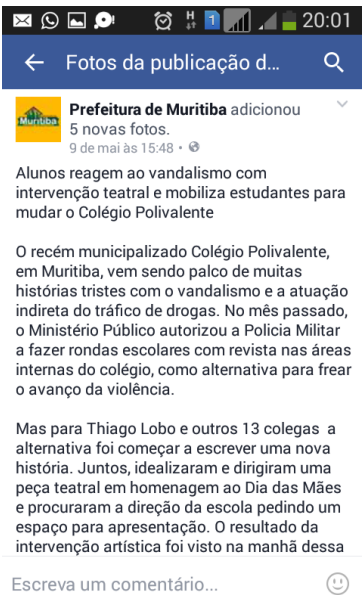 20:01
Fotos da publicação d...
Muritiba
Prefeitura de Muritiba adicionou
5 novas fotos.
9 de mai às 15:48 •
Alunos reagem ao vandalismo com
intervenção teatral e mobiliza estudantes para
mudar o Colégio Polivalente
O recém municipalizado Colégio Polivalente,
em Muritiba, vem sendo palco de muitas
histórias tristes com o vandalismo e a atuação
indireta do tráfico de drogas. No mês passado,
o Ministério Público autorizou a Policia Militar
a fazer rondas escolares com revista nas áreas
internas do colégio, como alternativa para frear
o avanço da violência.
Mas para Thiago Lobo e outros 13 colegas a
alternativa foi começar a escrever uma nova
história. Juntos, idealizaram e dirigiram uma
peça teatral em homenagem ao Dia das Mães
e procuraram a direção da escola pedindo um
espaço para apresentação. O resultado da
intervenção artística foi visto na manhã dessa
Escreva um comentário...